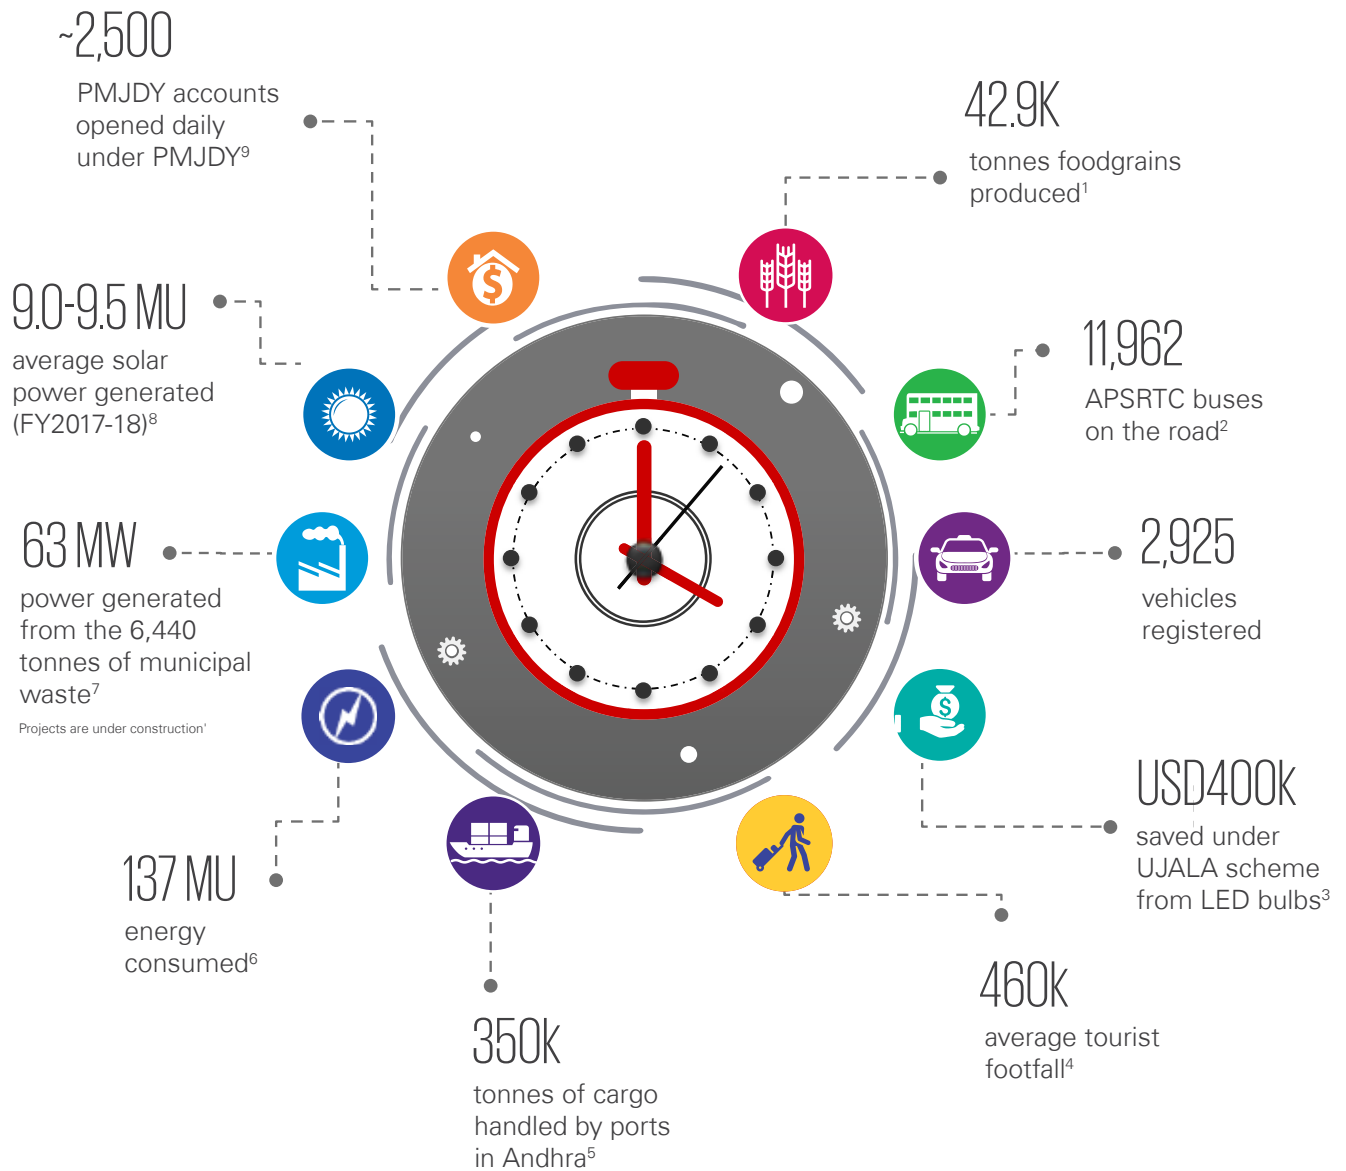 ~2,500
PMJDY accounts
opened daily
under PMJDY⁹
42.9K
tonnes foodgrains
produced¹
9.0-9.5 MU
average solar
power generated
(FY2017-18)⁸
11,962
APSRTC buses
on the road²
63 MW
power generated
from the 6,440
tonnes of municipal
waste⁷
Projects are under construction'
2,925
vehicles
registered
USD400k
saved under
UJALA scheme
from LED bulbs³
137 MU
energy
consumed⁶
460k
average tourist
footfall⁴
350k
tonnes of cargo
handled by ports
in Andhra⁵